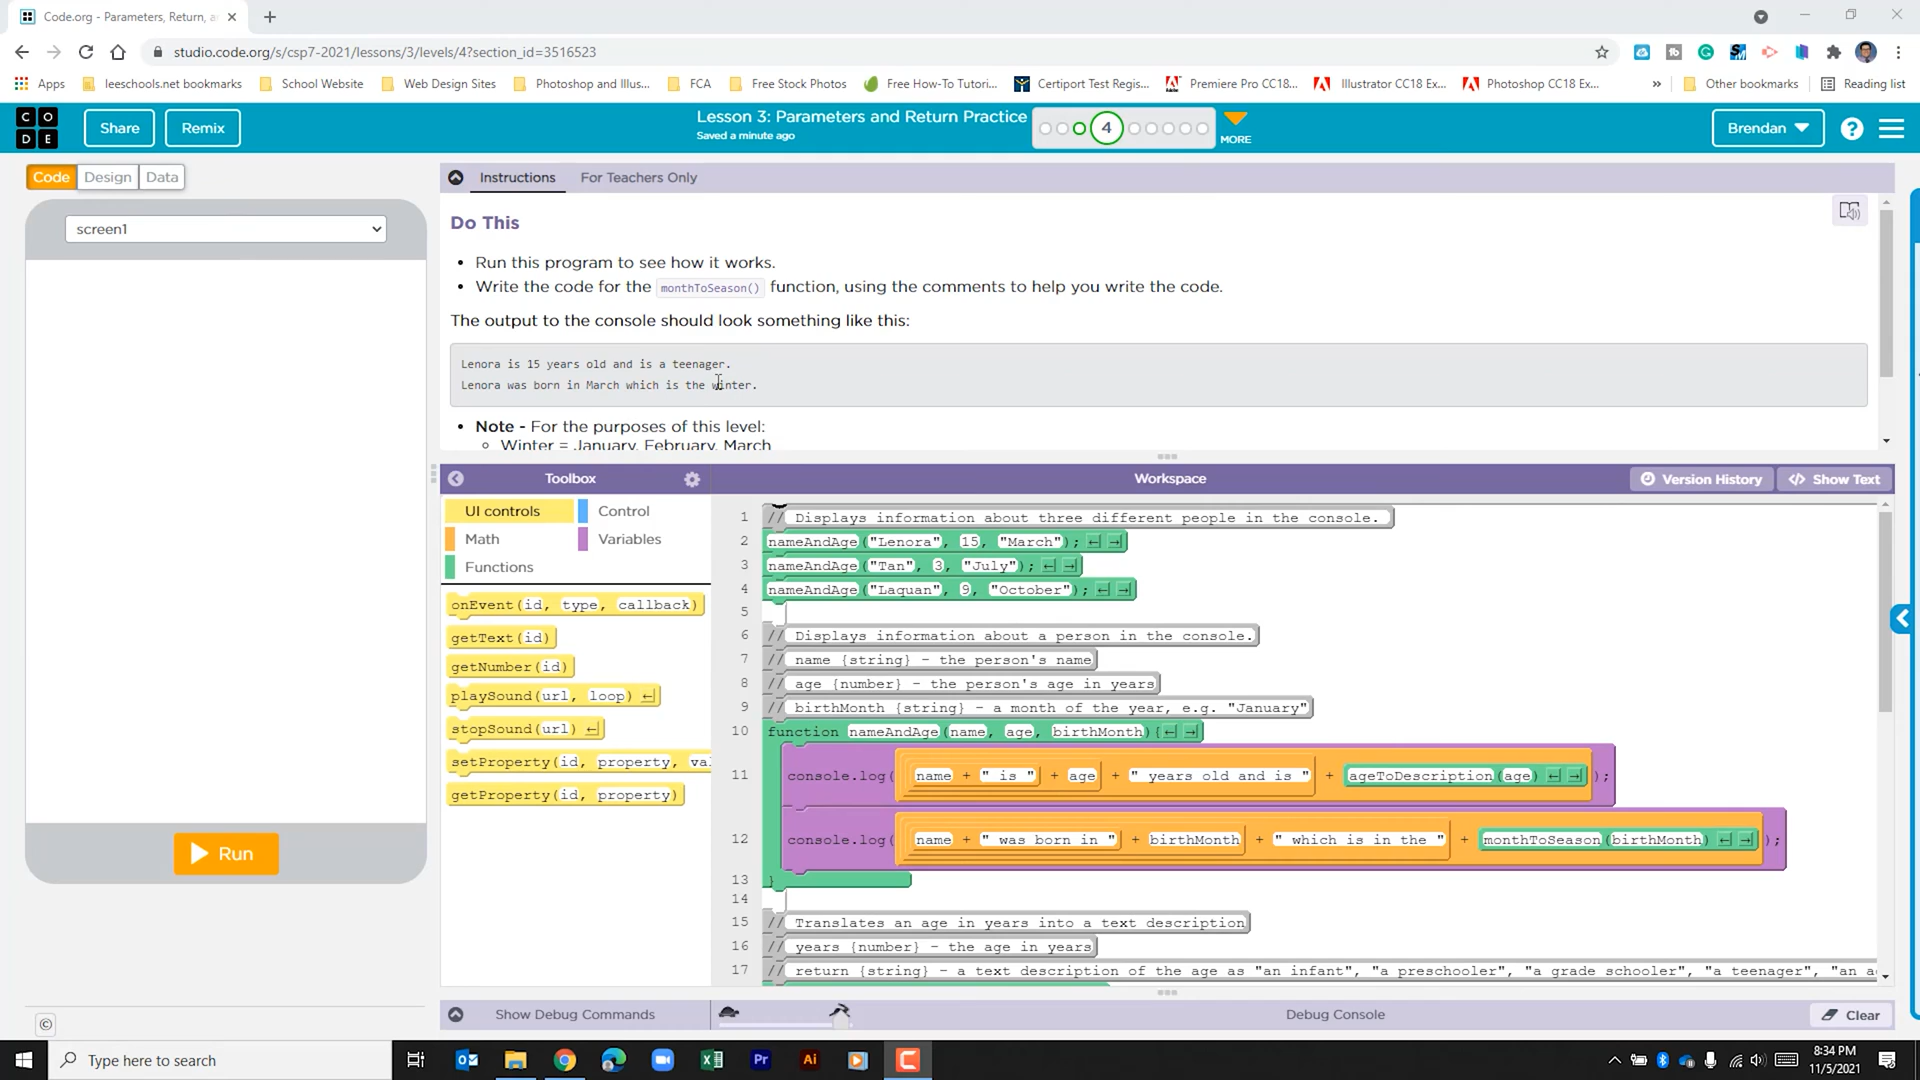 Code.org - Parameters, Return, a
studio.code.org/s/csp7-2021/lessons/3/levels/4?section_id=3516523
Apps leeschools.net bookmarks School Website Web Design Sites Photoshop and Illus... FCA Free Stock Photos Free How-To Tutori... Certiport Test Regis... Premiere Pro CC18... Illustrator CC18 Ex... Photoshop CC18 Ex... » Other bookmarks Reading list
C O D E
Share
Remix
Lesson 3: Parameters and Return Practice
Saved a minute ago
4
MORE
Brendan
?
Code Design Data
Instructions For Teachers Only
screen1
Do This
• Run this program to see how it works.
• Write the code for the monthToSeason() function, using the comments to help you write the code.
The output to the console should look something like this:
Lenora is 15 years old and is a teenager.
Lenora was born in March which is the winter.
• Note - For the purposes of this level:
Winter = January, February, March
Toolbox
Workspace
Version History
</> Show Text
UI controls
Control
Math
Variables
Functions
onEvent(id, type, callback)
getText(id)
getNumber(id)
playSound(url, loop)
stopSound(url)
setProperty(id, property, val
getProperty(id, property)
1 // Displays information about three different people in the console.
2 nameAndAge("Lenora", 15, "March");
3 nameAndAge("Tan", 3, "July");
4 nameAndAge("Laquan", 9, "October");
5
6 // Displays information about a person in the console.
7 // name {string} - the person's name
8 // age {number} - the person's age in years
9 // birthMonth {string} - a month of the year, e.g. "January"
10 function nameAndAge(name, age, birthMonth){
11 console.log(name + " is " + age + " years old and is " + ageToDescription(age));
12 console.log(name + " was born in " + birthMonth + " which is in the " + monthToSeason(birthMonth));
13 }
14
15 // Translates an age in years into a text description
16 // years {number} - the age in years
17 // return {string} - a text description of the age as "an infant", "a preschooler", "a grade schooler", "a teenager", "an a
Run
©
Show Debug Commands
Debug Console
Clear
Type here to search
Pr
Ai
8:34 PM
11/5/2021